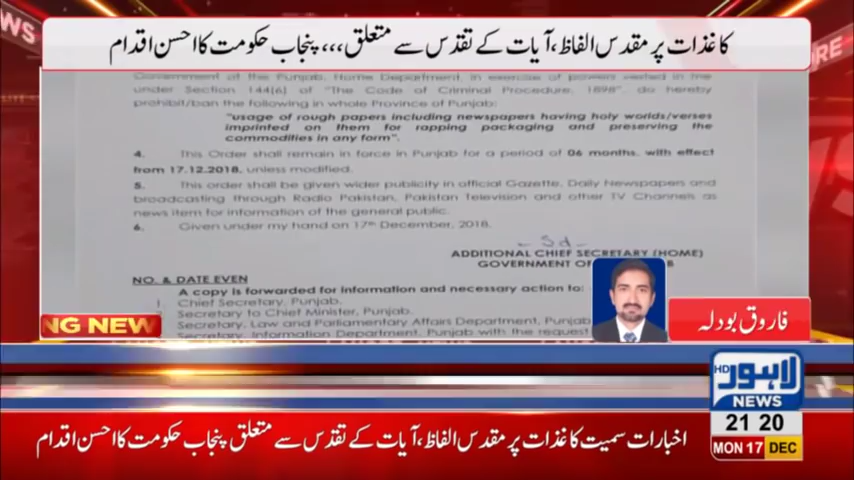 کاغذات پر مقدس الفاظ، آیات کے تقدس سے متعلق،،، پنجاب حکومت کا احسن اقدام
Government of the Punjab, Home Department, in exercise of powers vested in me
under Section 144(6) of "The Code of Criminal Procedure, 1898", do hereby
prohibit/ban the following in whole Province of Punjab:
"usage of rough papers including newspapers having holy worlds/verses
imprinted on them for rapping packaging and preserving the
commodities in any form".
4. This Order shall remain in force in Punjab for a period of 06 months, with effect
from 17.12.2018, unless modified.
5. This order shall be given wider publicity in official Gazette, Daily Newspapers and
broadcasting through Radio Pakistan, Pakistan Television and other TV Channels as
news item for information of the general public.
6. Given under my hand on 17th December, 2018.
-Sd-
ADDITIONAL CHIEF SECRETARY (HOME)
GOVERNMENT OF
NO. & DATE EVEN
A copy is forwarded for information and necessary action to:
1. Chief Secretary, Punjab.
Secretary to Chief Minister, Punjab.
Secretary, Law and Parliamentary Affairs Department, Punjab
Secretary, Information Department, Punjab with the request
NG NEW
فاروق بودلہ
HD لاہور
NEWS
21 20
MON 17 DEC
اخبارات سمیت کاغذات پر مقدس الفاظ، آیات کے تقدس سے متعلق پنجاب حکومت کا احسن اقدام